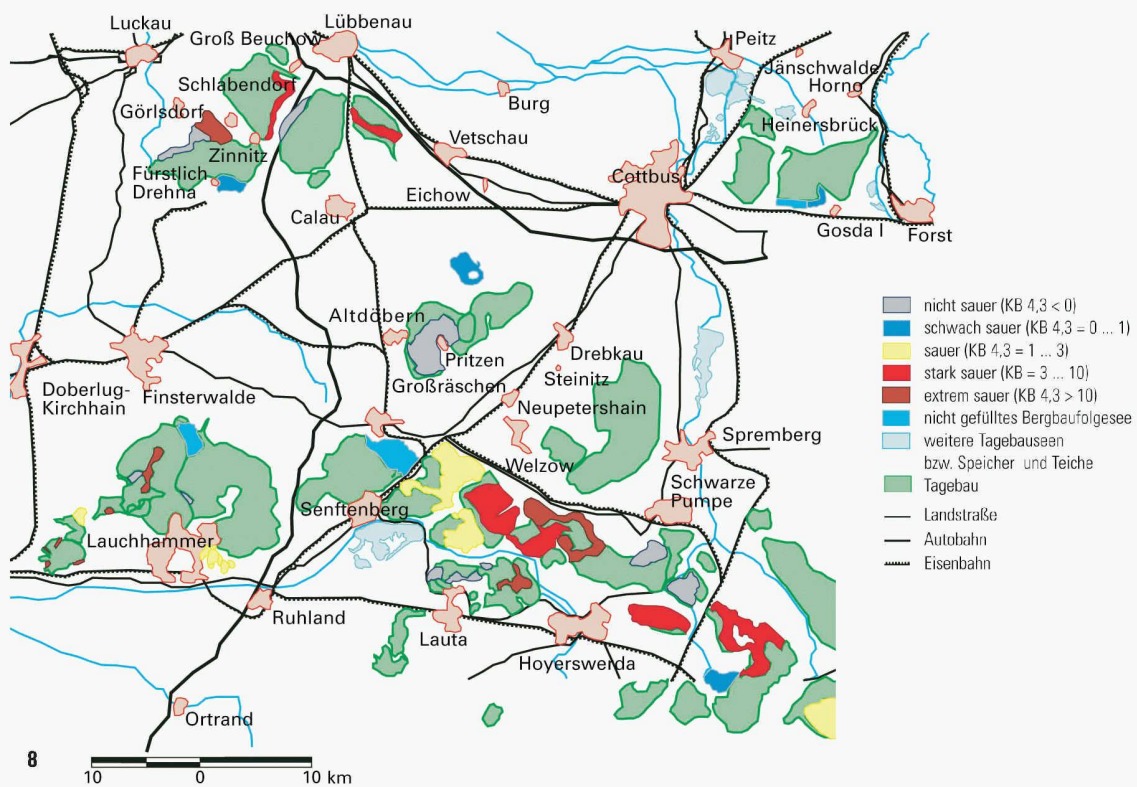 Luckau
Lübbenau
Groß Beuchow
Peitz
Schlabendorf
Jänschwalde
Horno
Burg
Görlsdorf
Heinersbrück
Vetschau
Zinnitz
Cottbus
Fürstlich
Drehna
Eichow
Calau
Gosda I
Forst
Altdöbern
Pritzen
Drebkau
Großräschen
Steinitz
Doberlug-
Kirchhain
Finsterwalde
Neupetershain
Spremberg
Welzow
Schwarze
Pumpe
Senftenberg
Lauchhammer
Ruhland
Lauta
Hoyerswerda
Ortrand
nicht sauer (KB 4,3 < 0)
schwach sauer (KB 4,3 = 0 ... 1)
sauer (KB 4,3 = 1 ... 3)
stark sauer (KB = 3 ... 10)
extrem sauer (KB 4,3 > 10)
nicht gefülltes Bergbaufolgesee
weitere Tagebauseen
bzw. Speicher und Teiche
Tagebau
Landstraße
Autobahn
Eisenbahn
8
10 0 10 km